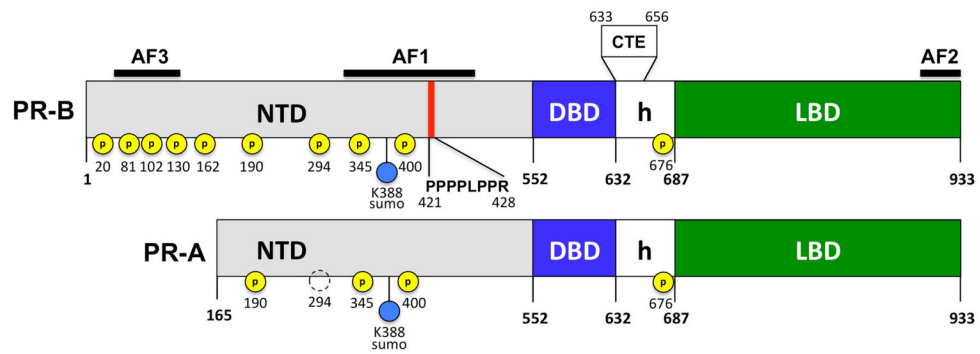 633 656
CTE
AF3 AF1 AF2
PR-B NTD DBD h LBD
p p p p p p p p p p
20 81 102 130 162 190 294 345 400 676
K388
sumo
PPPPLPPR
1 421 428 552 632 687 933
PR-A NTD DBD h LBD
p p p p
190 294 345 400 676
K388
sumo
165 552 632 687 933